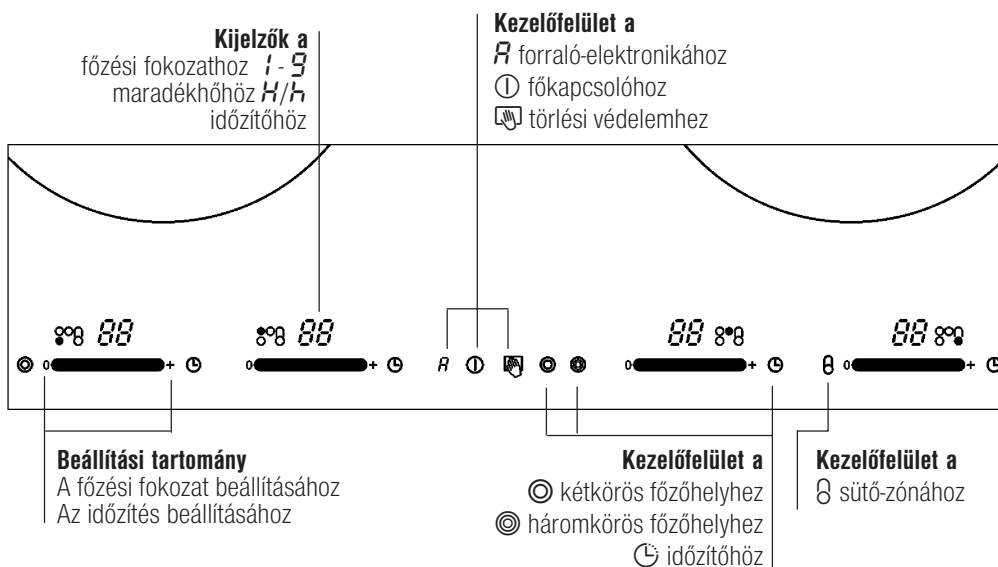 Kijelzők a
főzési fokozathoz 1 - 9
maradékhőhöz H/h
időzítőhöz
Kezelőfelület a
A forraló-elektronikához
főkapcsolóhoz
törlési védelemhez
88 88 88 88
0 + 0 + A 0 + 0 +
Beállítási tartomány
A főzési fokozat beállításához
Az időzítés beállításához
Kezelőfelület a
kétkörös főzőhelyhez
háromkörös főzőhelyhez
időzítőhöz
Kezelőfelület a
sütő-zónához